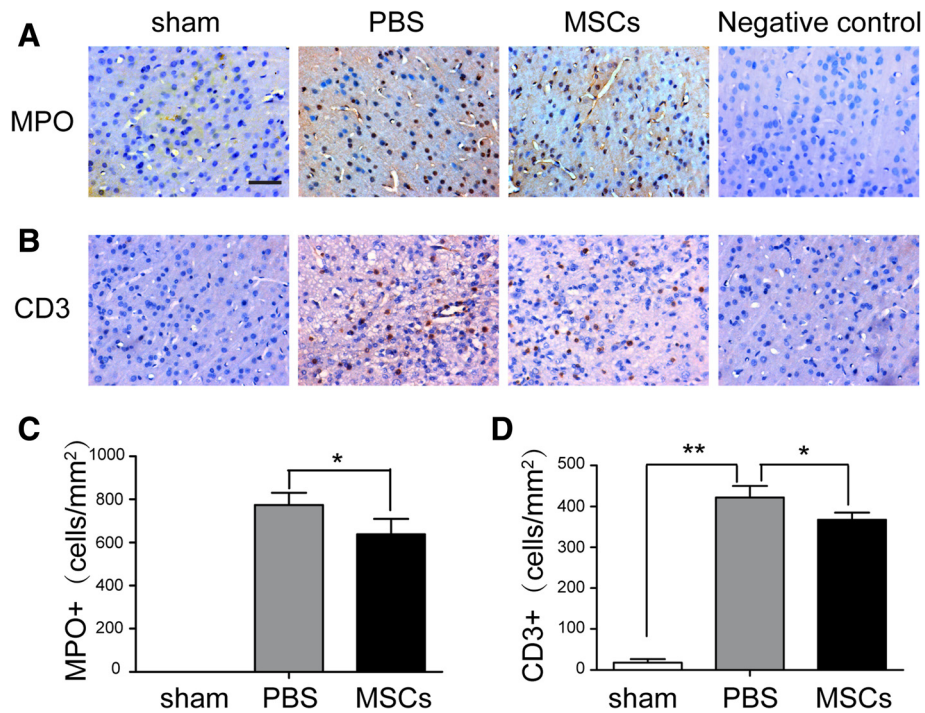 A
sham PBS MSCs Negative control
MPO
B
CD3
C
MPO+ (cells/mm²)
1000
800
600
400
200
0
*
sham PBS MSCs
D
CD3+ (cells/mm²)
500
400
300
200
100
0
** *
sham PBS MSCs